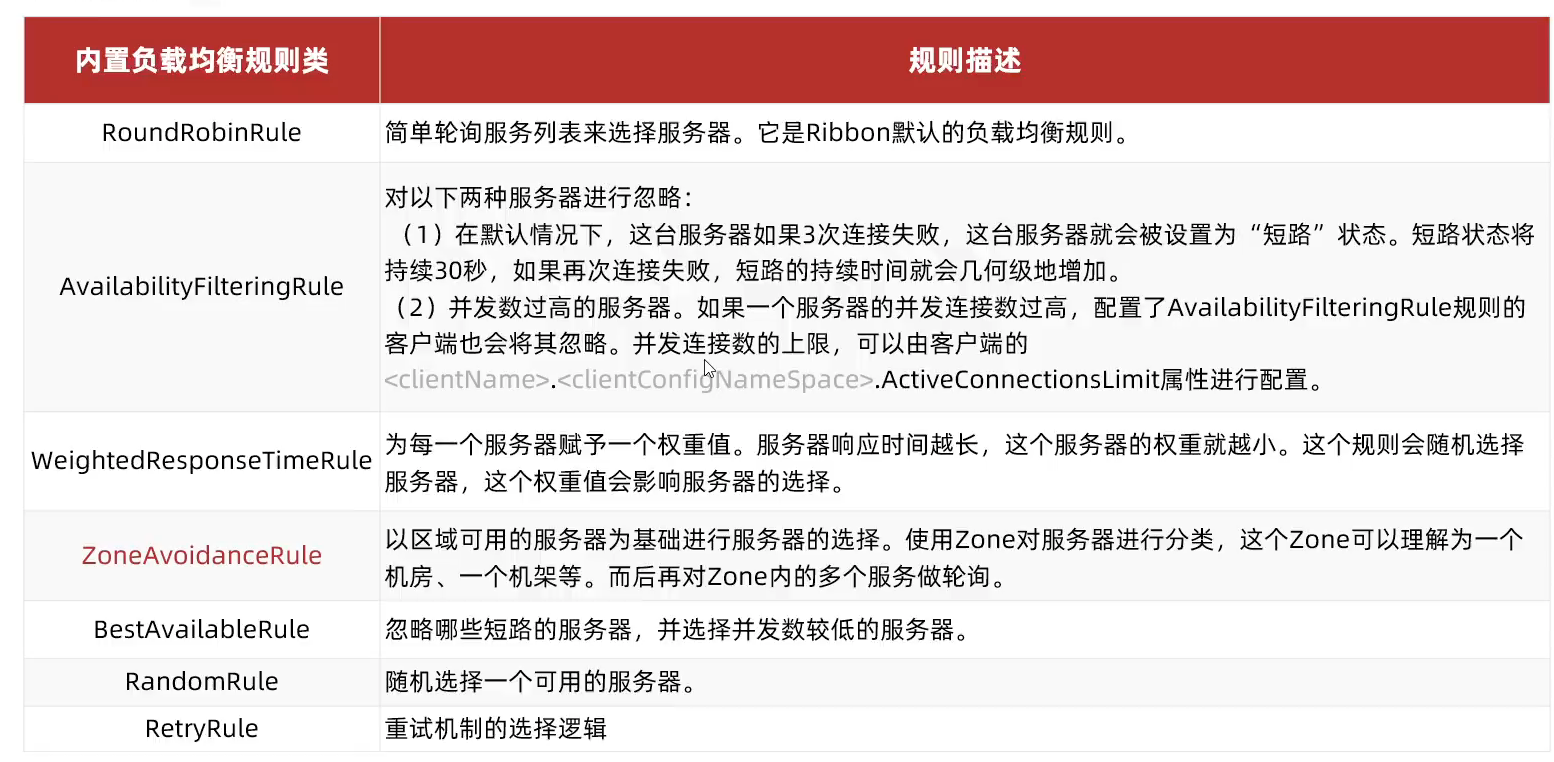 内置负载均衡规则类
规则描述
RoundRobinRule
简单轮询服务列表来选择服务器。它是Ribbon默认的负载均衡规则。
AvailabilityFilteringRule
对以下两种服务器进行忽略：
（1）在默认情况下，这台服务器如果3次连接失败，这台服务器就会被设置为“短路”状态。短路状态将
持续30秒，如果再次连接失败，短路的持续时间就会几何级地增加。
（2）并发数过高的服务器。如果一个服务器的并发连接数过高，配置了AvailabilityFilteringRule规则的
客户端也会将其忽略。并发连接数的上限，可以由客户端的
<clientName>.<clientConfigNameSpace>.ActiveConnectionsLimit属性进行配置。
WeightedResponseTimeRule
为每一个服务器赋予一个权重值。服务器响应时间越长，这个服务器的权重就越小。这个规则会随机选择
服务器，这个权重值会影响服务器的选择。
ZoneAvoidanceRule
以区域可用的服务器为基础进行服务器的选择。使用Zone对服务器进行分类，这个Zone可以理解为一个
机房、一个机架等。而后再对Zone内的多个服务做轮询。
BestAvailableRule
忽略哪些短路的服务器，并选择并发数较低的服务器。
RandomRule
随机选择一个可用的服务器。
RetryRule
重试机制的选择逻辑